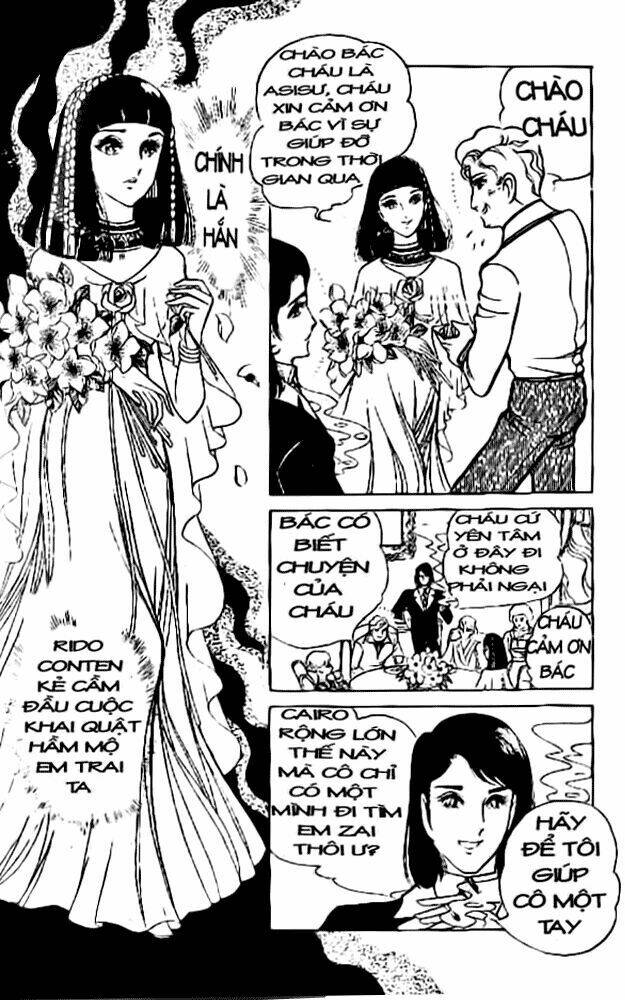 CHÀO BÁC
CHÁU LÀ
ASISU, CHÁU
XIN CẢM ƠN
BÁC VÌ SỰ
GIÚP ĐỠ
TRONG THỜI
GIAN QUA
CHÀO
CHÁU
CHÍNH
LÀ
HẮN
RIDO
CONTEN
KẺ CẦM
ĐẦU CUỘC
KHAI QUẬT
HẦM MỘ
EM TRAI
TA
BÁC CÓ
BIẾT
CHUYỆN
CỦA
CHÁU
CHÁU CỨ
YÊN TÂM
Ở ĐÂY ĐI
KHÔNG
PHẢI NGẠI
CHÁU
CẢM ƠN
BÁC
CAIRO
RỘNG LỚN
THẾ NÀY
MÀ CÔ CHỈ
CÓ MỘT
MÌNH ĐI TÌM
EM ZAI
THÔI Ư?
HÃY
ĐỂ TÔI
GIÚP
CÔ MỘT
TAY